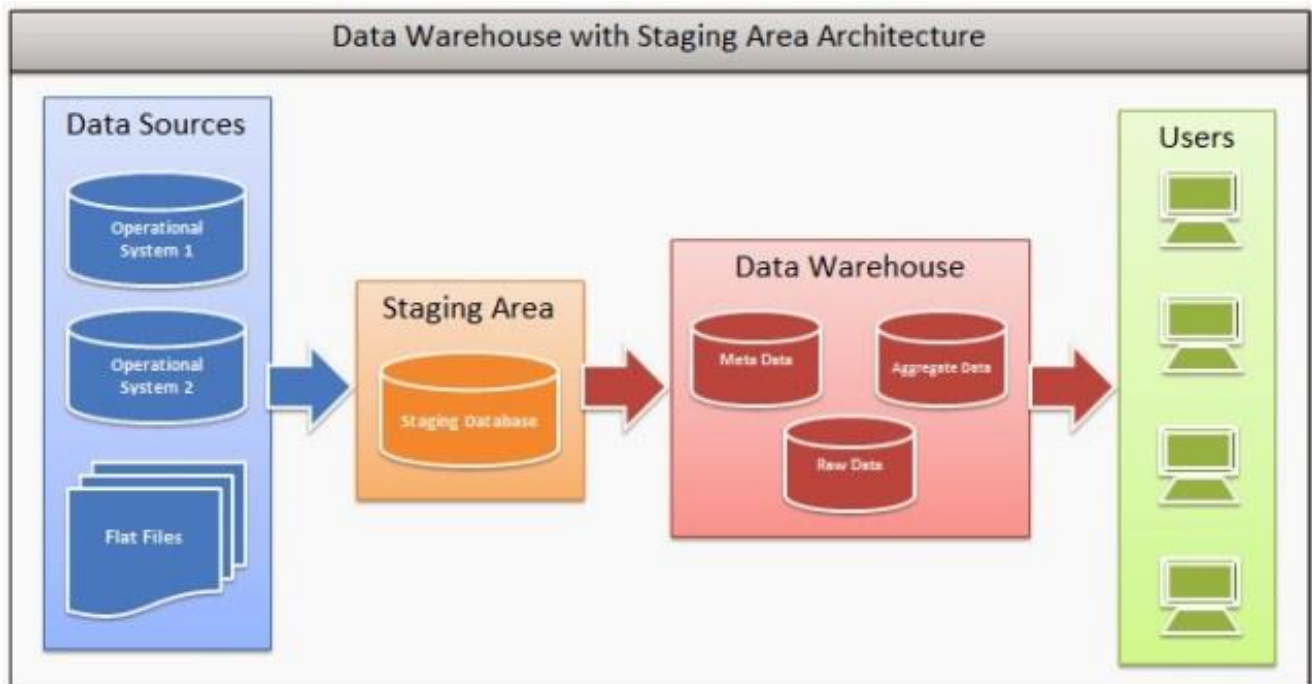 Data Warehouse with Staging Area Architecture
Data Sources
Operational
System 1
Operational
System 2
Flat Files
Staging Area
Staging Database
Data Warehouse
Meta Data
Aggregate Data
Raw Data
Users